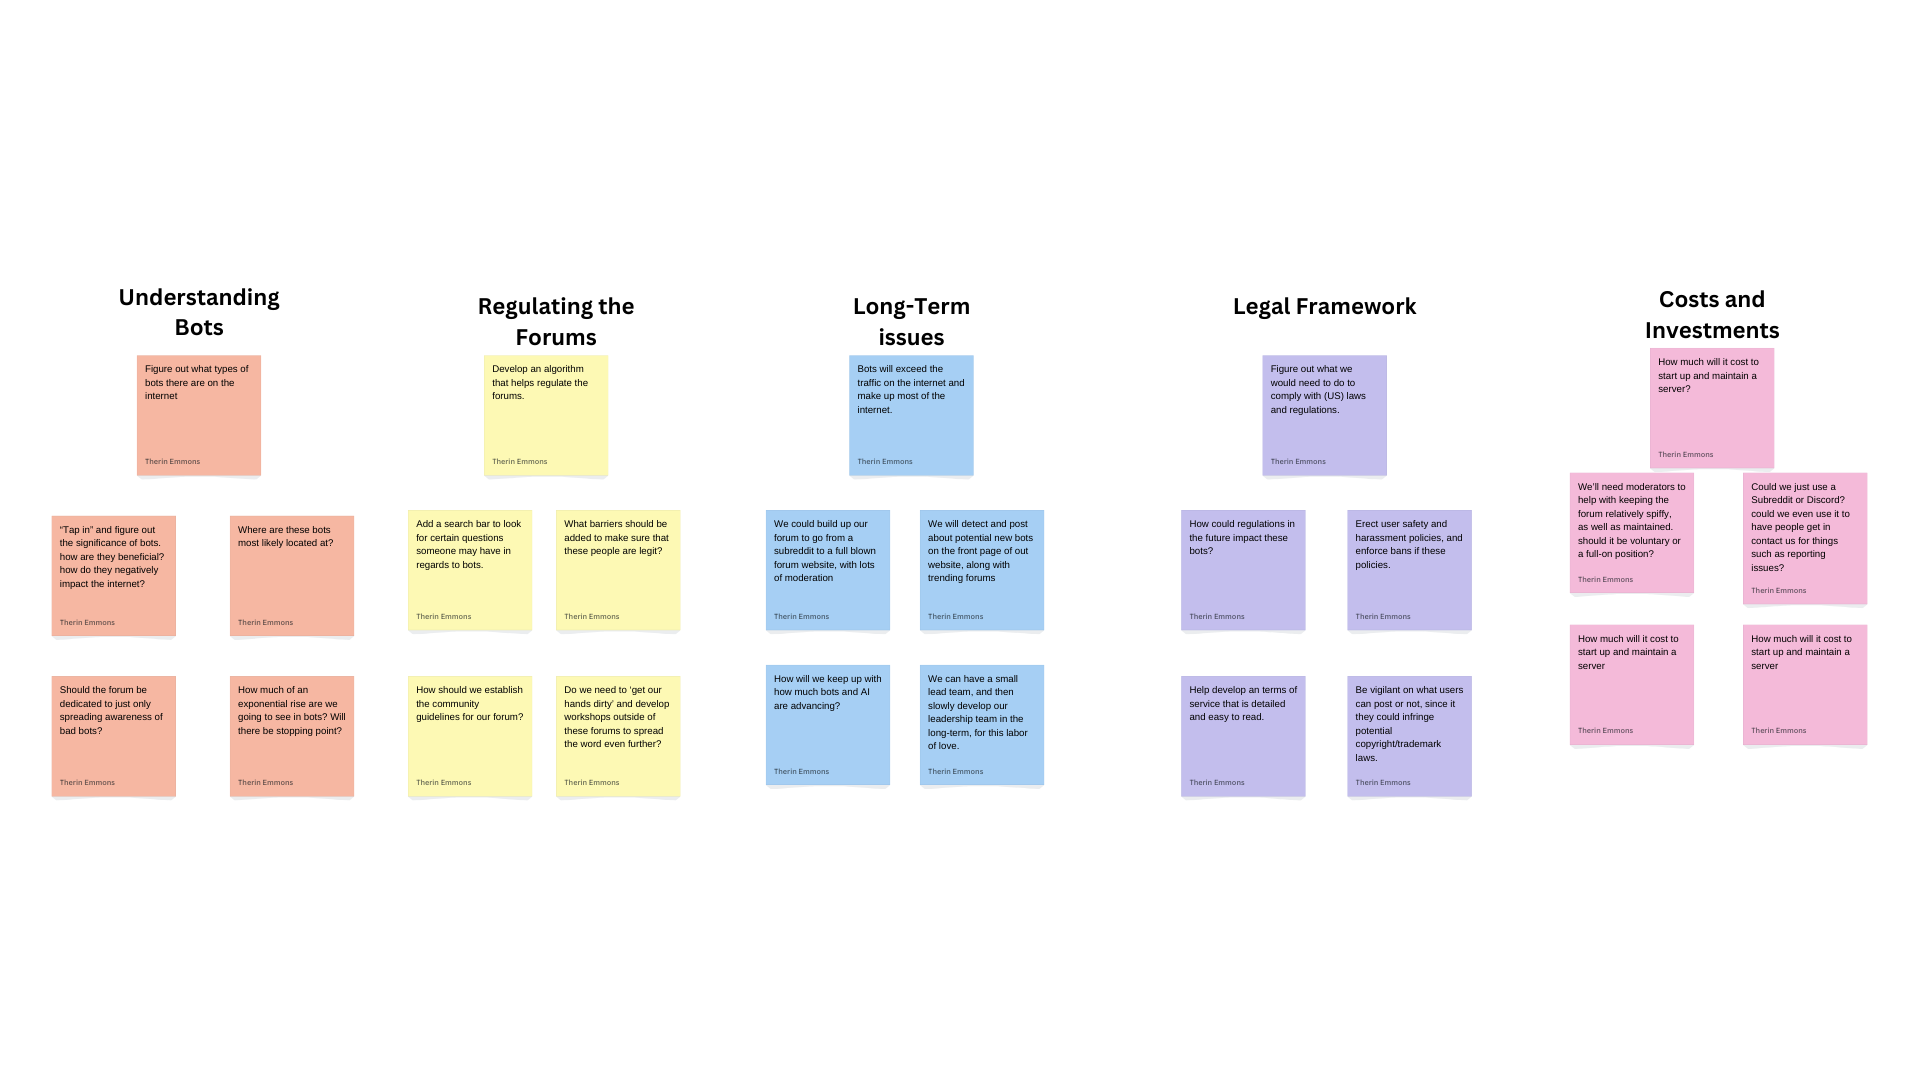 Understanding
Bots
Figure out what types of
bots there are on the
internet
Therin Emmons
“Tap in” and figure out
the significance of bots.
how are they beneficial?
how do they negatively
impact the internet?
Therin Emmons
Where are these bots
most likely located at?
Therin Emmons
Should the forum be
dedicated to just only
spreading awareness of
bad bots?
Therin Emmons
How much of an
exponential rise are we
going to see in bots? Will
there be stopping point?
Therin Emmons
Regulating the
Forums
Develop an algorithm
that helps regulate the
forums.
Therin Emmons
Add a search bar to look
for certain questions
someone may have in
regards to bots.
Therin Emmons
What barriers should be
added to make sure that
these people are legit?
Therin Emmons
How should we establish
the community
guidelines for our forum?
Therin Emmons
Do we need to ‘get our
hands dirty’ and develop
workshops outside of
these forums to spread
the word even further?
Therin Emmons
Long-Term
issues
Bots will exceed the
traffic on the internet and
make up most of the
internet.
Therin Emmons
We could build up our
forum to go from a
subreddit to a full blown
forum website, with lots
of moderation
Therin Emmons
We will detect and post
about potential new bots
on the front page of out
website, along with
trending forums
Therin Emmons
How will we keep up with
how much bots and AI
are advancing?
Therin Emmons
We can have a small
lead team, and then
slowly develop our
leadership team in the
long-term, for this labor
of love.
Therin Emmons
Legal Framework
Figure out what we
would need to do to
comply with (US) laws
and regulations.
Therin Emmons
How could regulations in
the future impact these
bots?
Therin Emmons
Erect user safety and
harassment policies, and
enforce bans if these
policies.
Therin Emmons
Help develop an terms of
service that is detailed
and easy to read.
Therin Emmons
Be vigilant on what users
can post or not, since it
they could infringe
potential
copyright/trademark
laws.
Therin Emmons
Costs and
Investments
How much will it cost to
start up and maintain a
server?
Therin Emmons
We’ll need moderators to
help with keeping the
forum relatively spiffy,
as well as maintained.
should it be voluntary or
a full-on position?
Therin Emmons
Could we just use a
Subreddit or Discord?
could we even use it to
have people get in
contact us for things
such as reporting
issues?
Therin Emmons
How much will it cost to
start up and maintain a
server
Therin Emmons
How much will it cost to
start up and maintain a
server
Therin Emmons